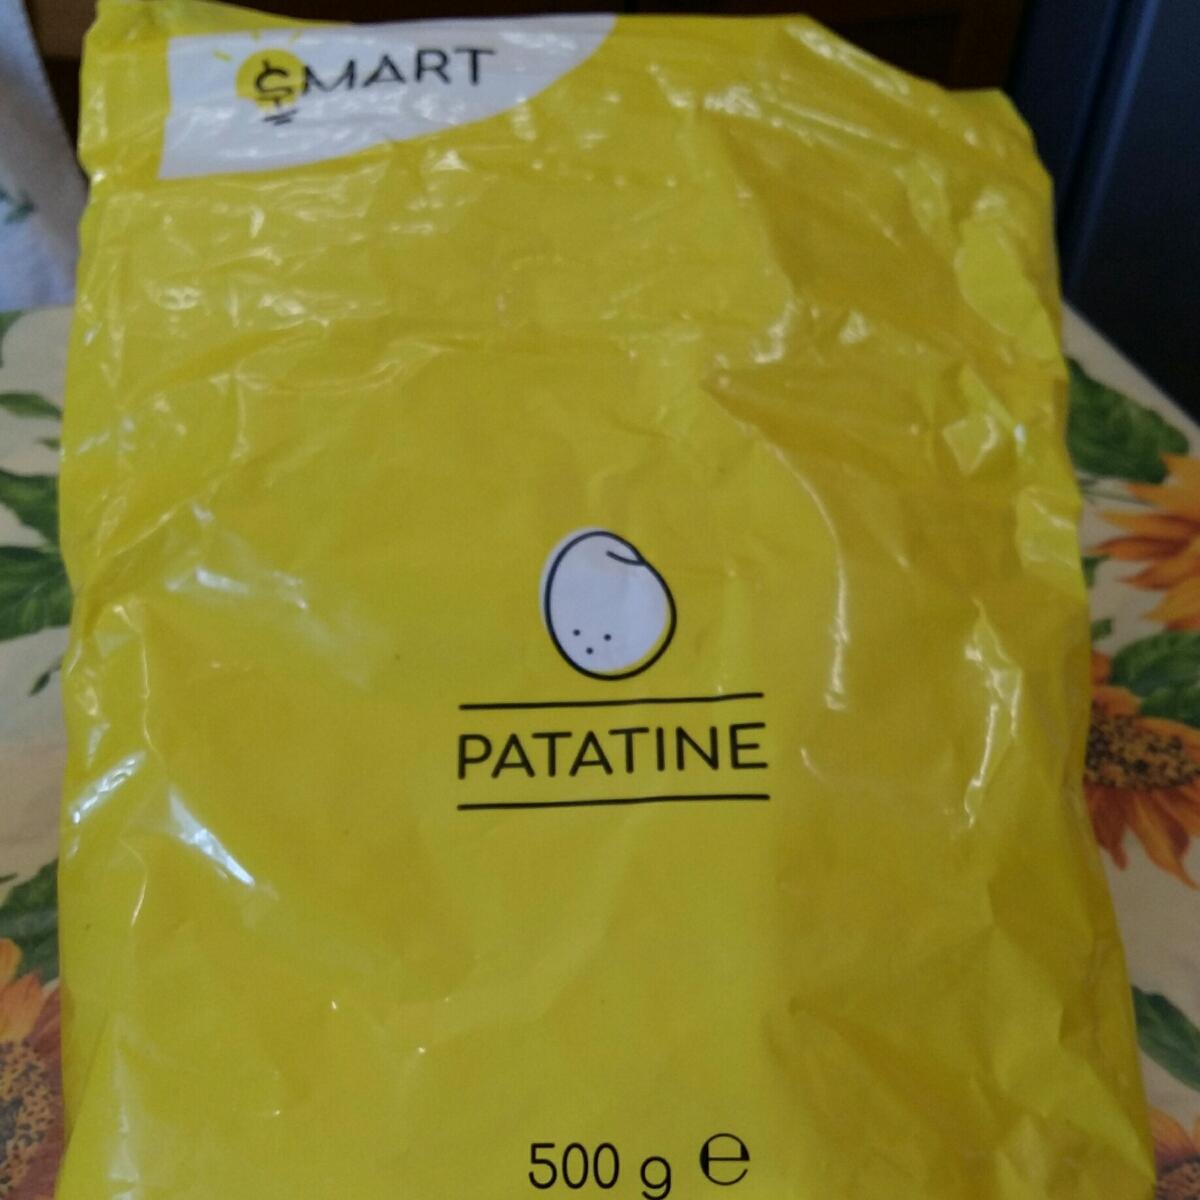 SMART
PATATINE
500 g ℮